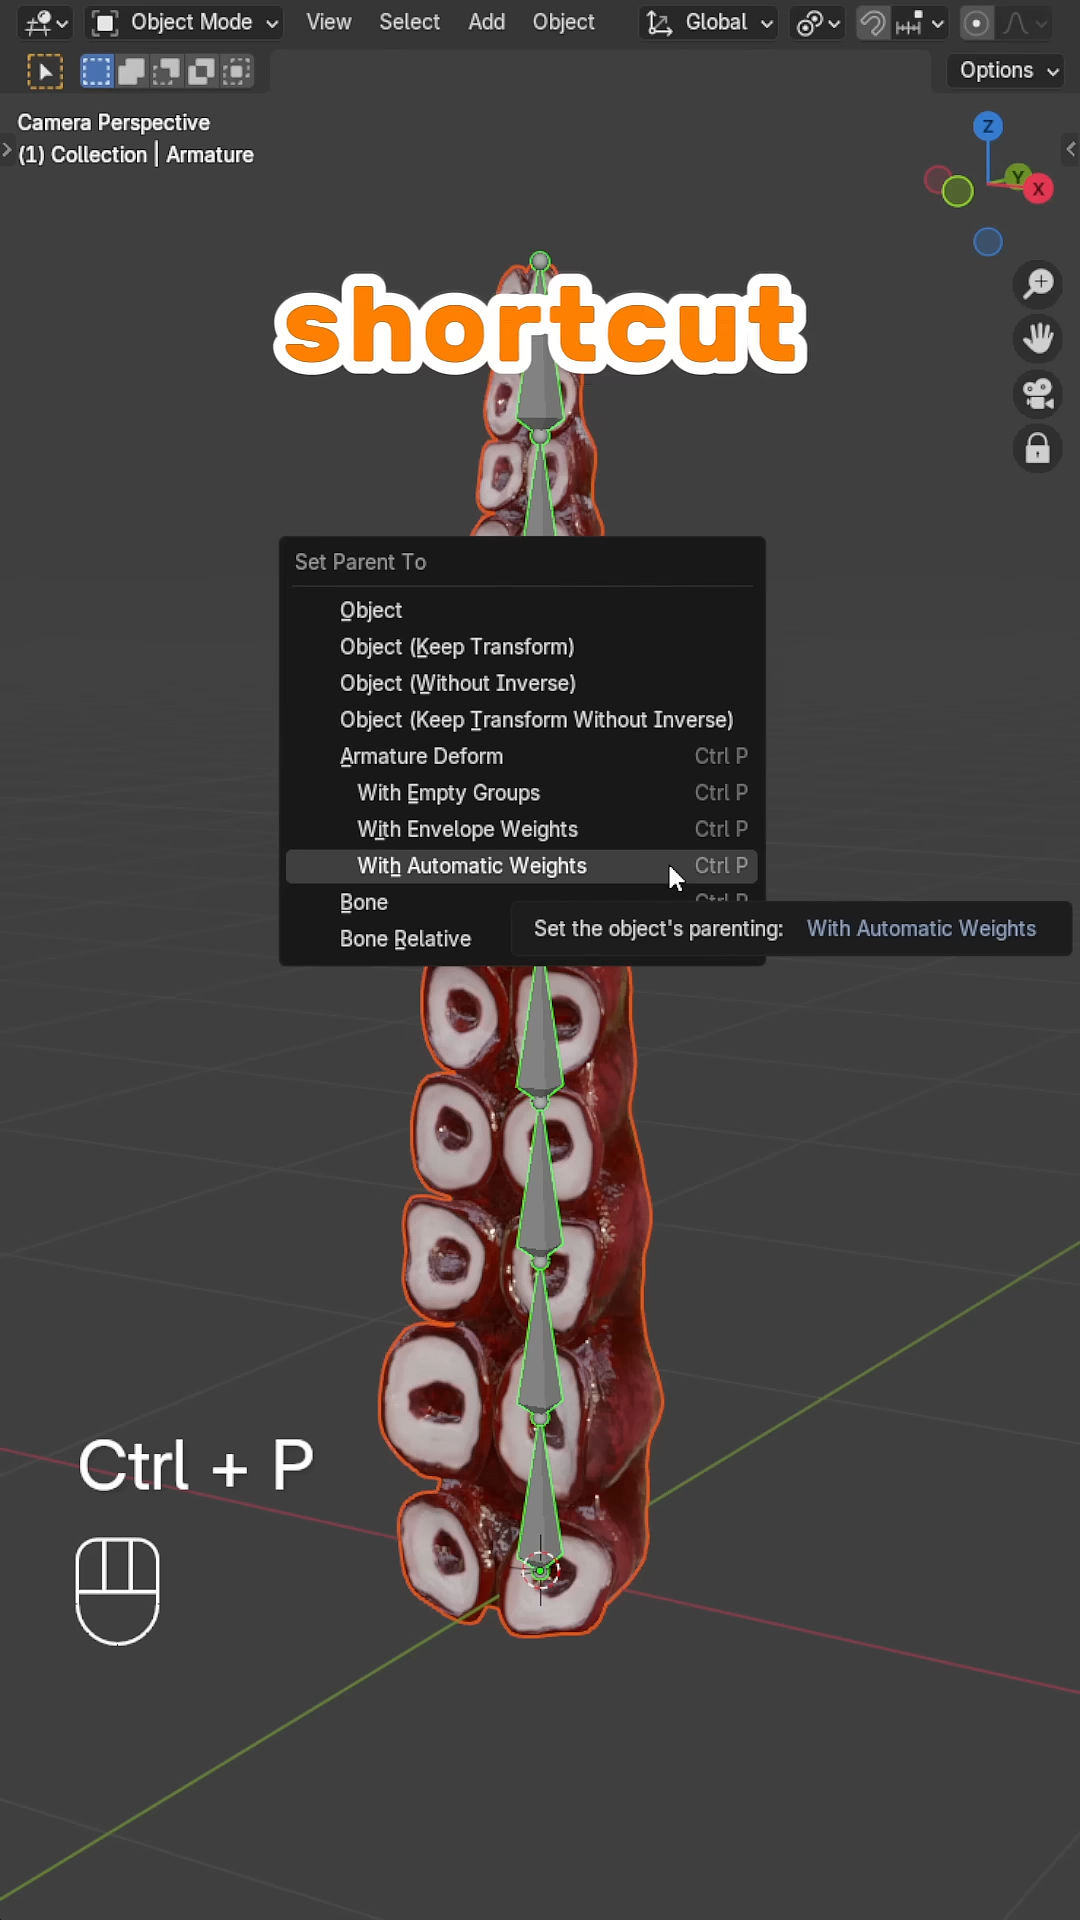 Object Mode
View
Select
Add
Object
Global
Options
Camera Perspective
(1) Collection | Armature
Z
Y
X
shortcut
Set Parent To
Object
Object (Keep Transform)
Object (Without Inverse)
Object (Keep Transform Without Inverse)
Armature Deform Ctrl P
With Empty Groups Ctrl P
With Envelope Weights Ctrl P
With Automatic Weights Ctrl P
Bone Ctrl P
Set the object's parenting: With Automatic Weights
Bone Relative
Ctrl + P